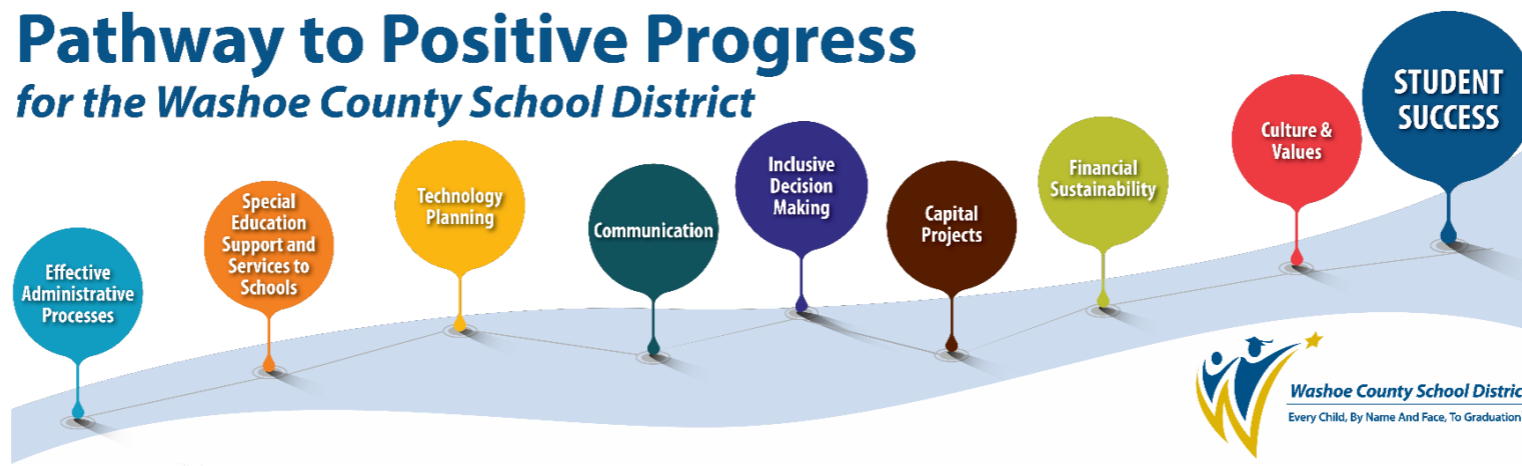 Pathway to Positive Progress
for the Washoe County School District
Effective
Administrative
Processes
Special
Education
Support and
Services to
Schools
Technology
Planning
Communication
Inclusive
Decision
Making
Capital
Projects
Financial
Sustainability
Culture &
Values
STUDENT
SUCCESS
Washoe County School Distric
Every Child, By Name And Face, To Graduation